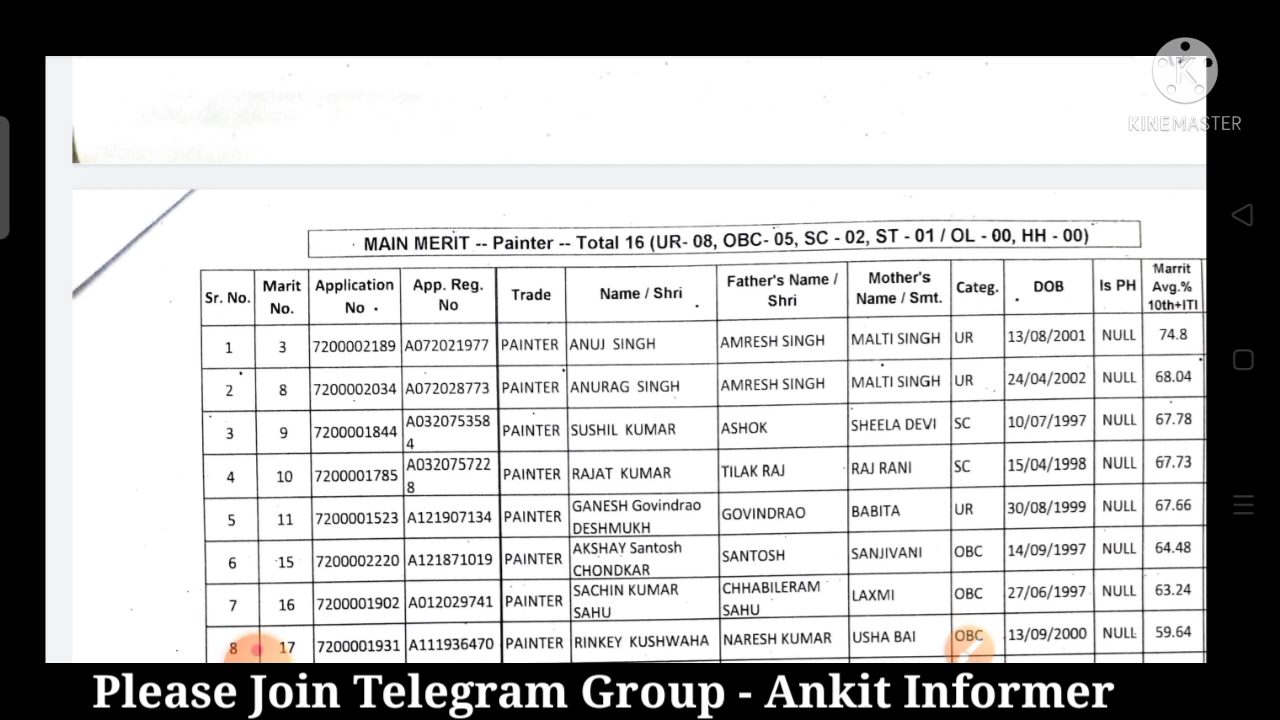 KINEMASTER
MAIN MERIT -- Painter -- Total 16 (UR- 08, OBC- 05, SC - 02, ST - 01 / OL - 00, HH - 00)
Sr. No. Marit No. Application No App. Reg. No Trade Name / Shri Father's Name / Shri Mother's Name / Smt. Categ. DOB Is PH Marrit Avg.% 10th+ITI
1 3 7200002189 A072021977 PAINTER ANUJ SINGH AMRESH SINGH MALTI SINGH UR 13/08/2001 NULL 74.8
2 8 7200002034 A072028773 PAINTER ANURAG SINGH AMRESH SINGH MALTI SINGH UR 24/04/2002 NULL 68.04
3 9 7200001844 A0320753584 PAINTER SUSHIL KUMAR ASHOK SHEELA DEVI SC 10/07/1997 NULL 67.78
4 10 7200001785 A0320757228 PAINTER RAJAT KUMAR TILAK RAJ RAJ RANI SC 15/04/1998 NULL 67.73
5 11 7200001523 A121907134 PAINTER GANESH Govindrao DESHMUKH GOVINDRAO BABITA UR 30/08/1999 NULL 67.66
6 15 7200002220 A121871019 PAINTER AKSHAY Santosh CHONDKAR SANTOSH SANJIVANI OBC 14/09/1997 NULL 64.48
7 16 7200001902 A012029741 PAINTER SACHIN KUMAR SAHU CHHABILERAM SAHU LAXMI OBC 27/06/1997 NULL 63.24
8 17 7200001931 A111936470 PAINTER RINKEY KUSHWAHA NARESH KUMAR USHA BAI OBC 13/09/2000 NULL 59.64
Please Join Telegram Group - Ankit Informer